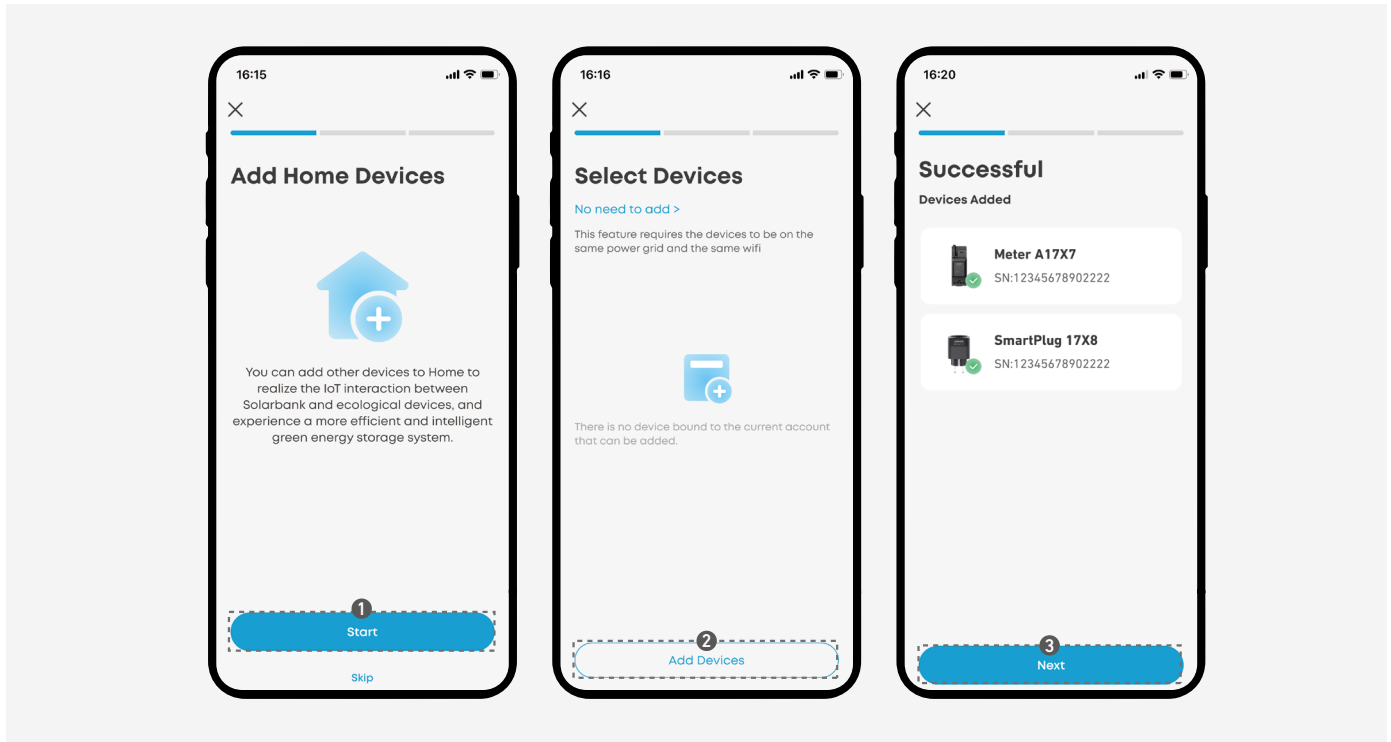 16:15
Add Home Devices
You can add other devices to Home to
realize the IoT interaction between
Solarbank and ecological devices, and
experience a more efficient and intelligent
green energy storage system.
1
Start
Skip
16:16
Select Devices
No need to add >
This feature requires the devices to be on the
same power grid and the same wifi
There is no device bound to the current account
that can be added.
2
Add Devices
16:20
Successful
Devices Added
Meter A17X7
SN:12345678902222
SmartPlug 17X8
SN:12345678902222
3
Next